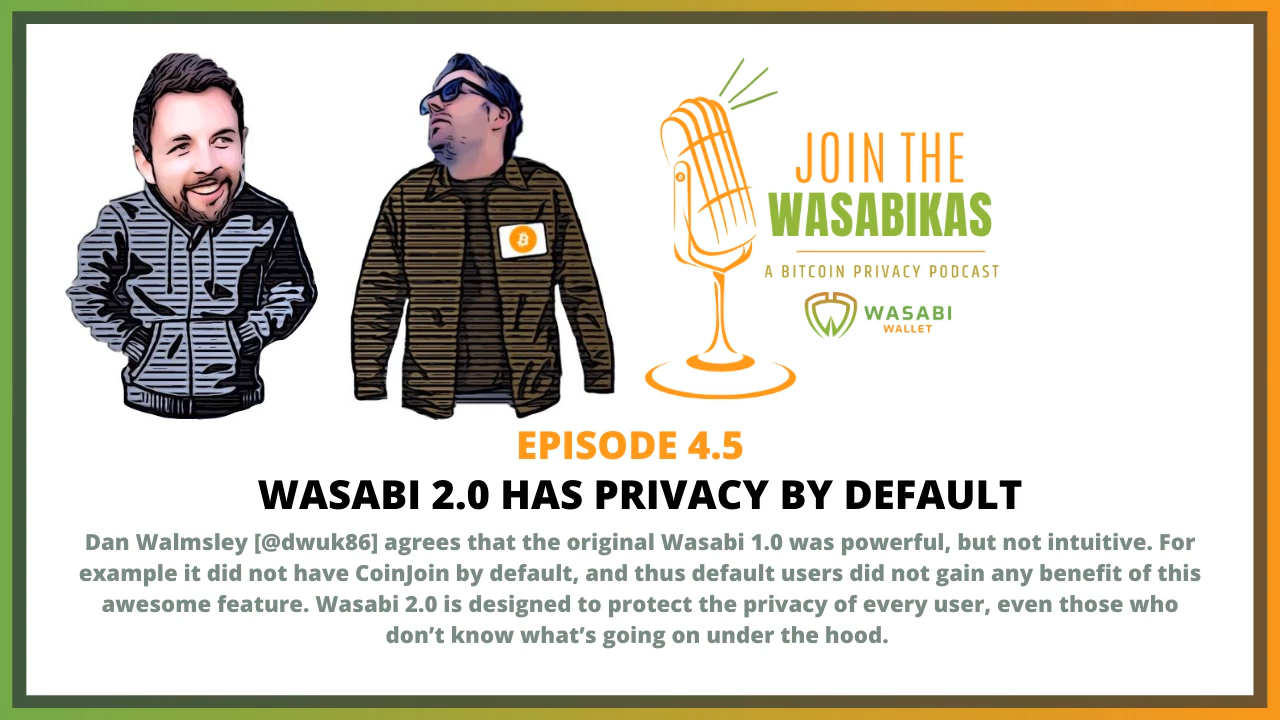 JOIN THE
WASABIKAS
A BITCOIN PRIVACY PODCAST
WASABI
WALLET
EPISODE 4.5
WASABI 2.0 HAS PRIVACY BY DEFAULT
Dan Walmsley [@dwuk86] agrees that the original Wasabi 1.0 was powerful, but not intuitive. For
example it did not have CoinJoin by default, and thus default users did not gain any benefit of this
awesome feature. Wasabi 2.0 is designed to protect the privacy of every user, even those who
don’t know what’s going on under the hood.